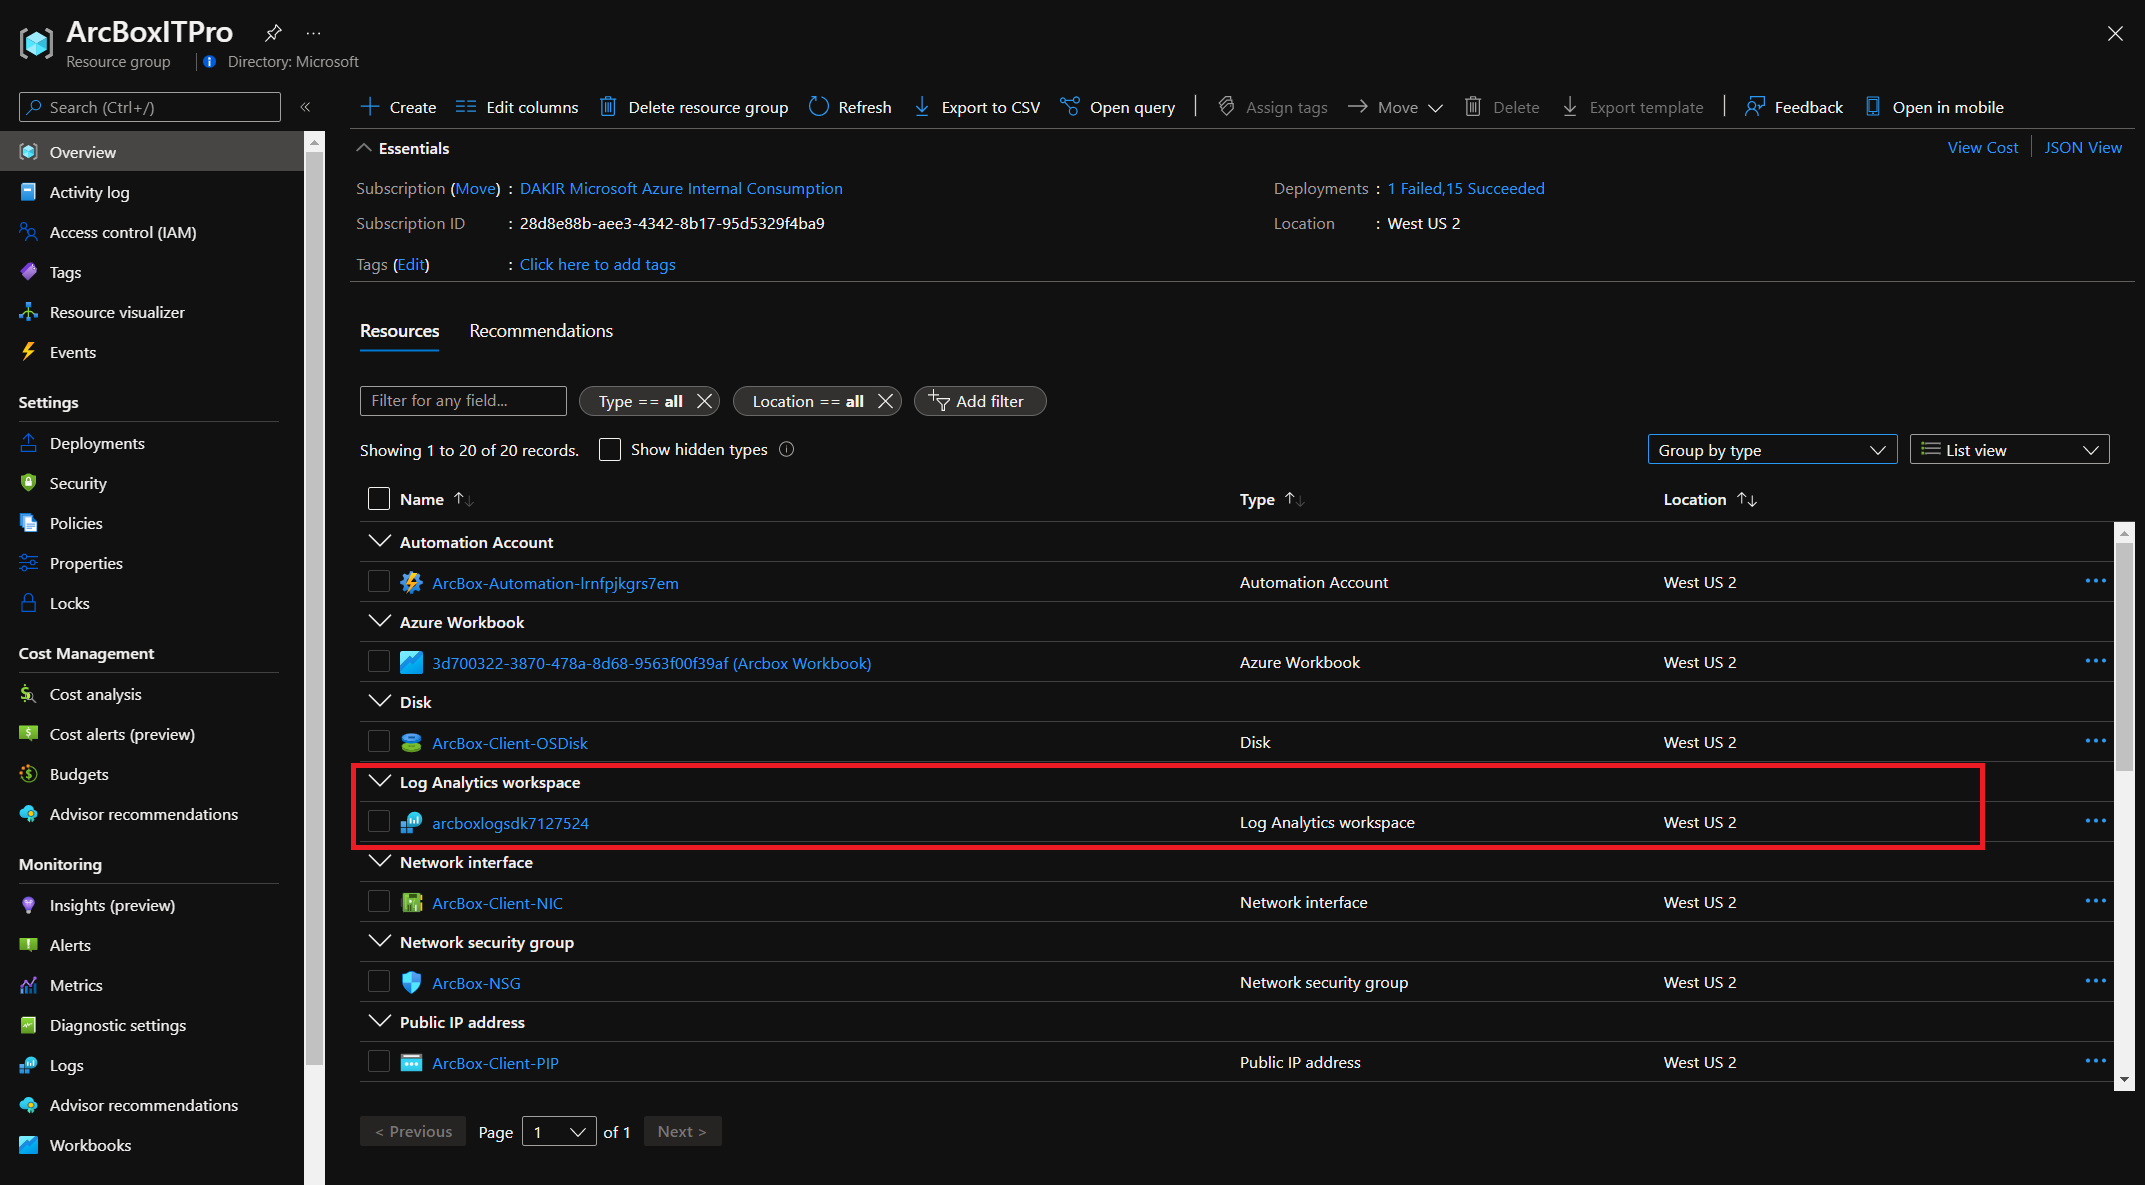 ArcBoxITPro
Resource group
Directory: Microsoft
Search (Ctrl+/)
Create Edit columns Delete resource group Refresh Export to CSV Open query Assign tags Move Delete Export template Feedback Open in mobile
Overview
Activity log
Access control (IAM)
Tags
Resource visualizer
Events
Settings
Deployments
Security
Policies
Properties
Locks
Cost Management
Cost analysis
Cost alerts (preview)
Budgets
Advisor recommendations
Monitoring
Insights (preview)
Alerts
Metrics
Diagnostic settings
Logs
Advisor recommendations
Workbooks
Essentials
View Cost JSON View
Subscription (Move) : DAKIR Microsoft Azure Internal Consumption
Deployments : 1 Failed,15 Succeeded
Subscription ID : 28d8e88b-aee3-4342-8b17-95d5329f4ba9
Location : West US 2
Tags (Edit) : Click here to add tags
Resources Recommendations
Filter for any field... Type == all Location == all Add filter
Showing 1 to 20 of 20 records. Show hidden types
Group by type List view
Name Type Location
Automation Account
ArcBox-Automation-lrnfpjkgrs7em Automation Account West US 2
Azure Workbook
3d700322-3870-478a-8d68-9563f00f39af (Arcbox Workbook) Azure Workbook West US 2
Disk
ArcBox-Client-OSDisk Disk West US 2
Log Analytics workspace
arcboxlogsdk7127524 Log Analytics workspace West US 2
Network interface
ArcBox-Client-NIC Network interface West US 2
Network security group
ArcBox-NSG Network security group West US 2
Public IP address
ArcBox-Client-PIP Public IP address West US 2
< Previous Page 1 of 1 Next >